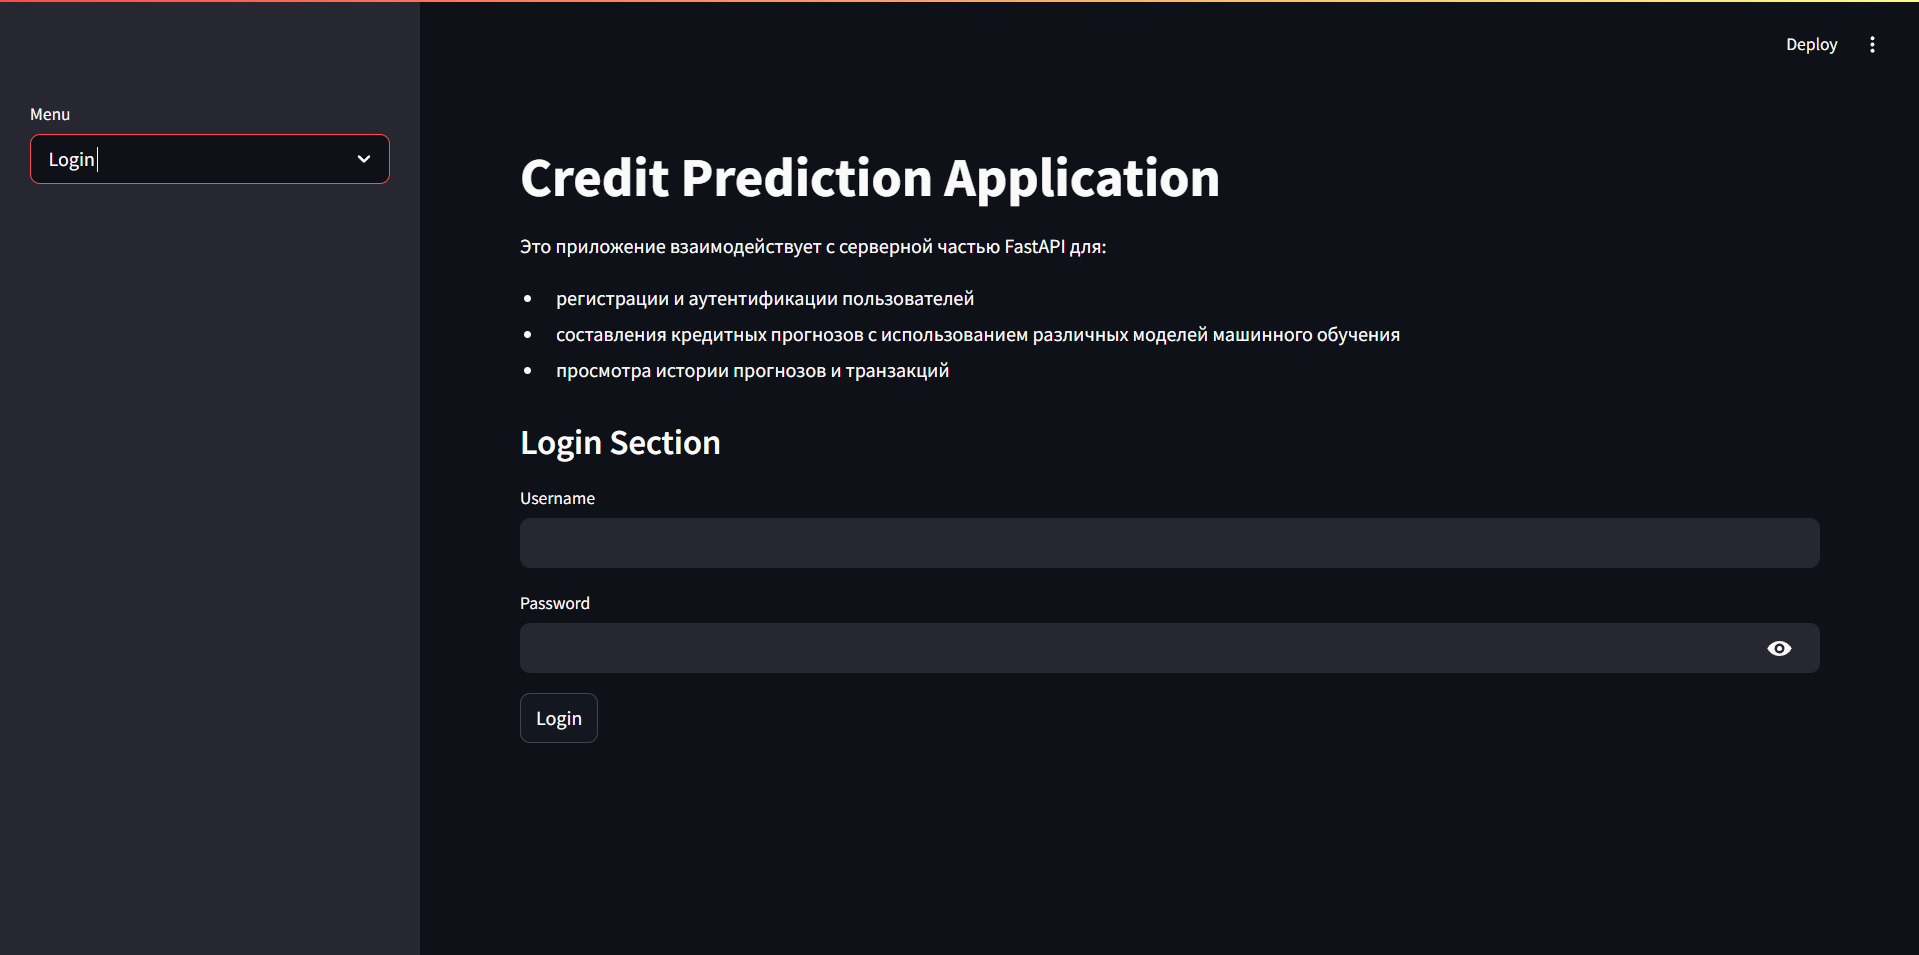 Deploy
Menu
Login
Credit Prediction Application
Это приложение взаимодействует с серверной частью FastAPI для:
регистрации и аутентификации пользователей
составления кредитных прогнозов с использованием различных моделей машинного обучения
просмотра истории прогнозов и транзакций
Login Section
Username
Password
Login